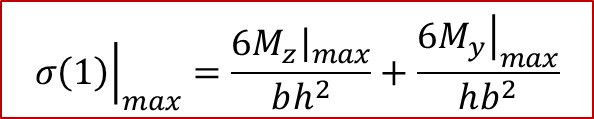 σ(1)|max = 6Mz|max / bh² + 6My|max / hb²